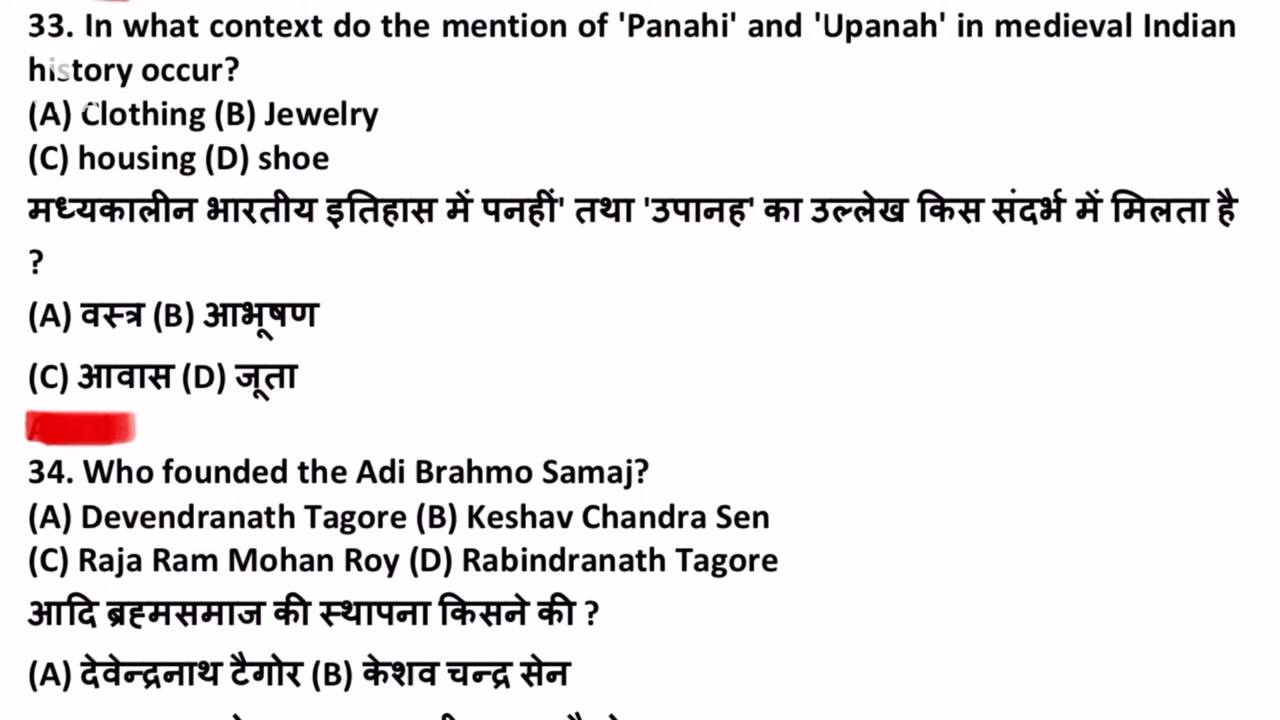 33. In what context do the mention of 'Panahi' and 'Upanah' in medieval Indian
history occur?
(A) Clothing (B) Jewelry
(C) housing (D) shoe
मध्यकालीन भारतीय इतिहास में पनहीं' तथा 'उपानह' का उल्लेख किस संदर्भ में मिलता है
?
(A) वस्त्र (B) आभूषण
(C) आवास (D) जूता
34. Who founded the Adi Brahmo Samaj?
(A) Devendranath Tagore (B) Keshav Chandra Sen
(C) Raja Ram Mohan Roy (D) Rabindranath Tagore
आदि ब्रह्मसमाज की स्थापना किसने की ?
(A) देवेन्द्रनाथ टैगोर (B) केशव चन्द्र सेन